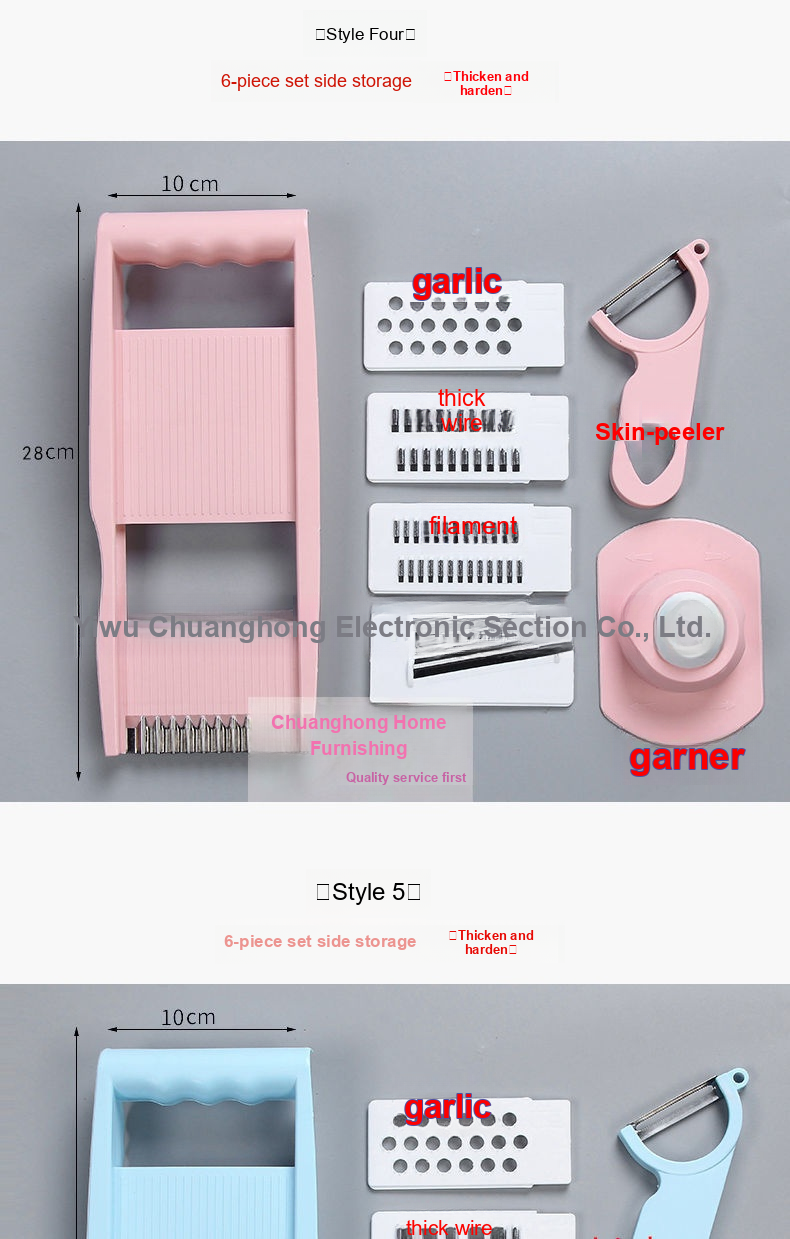 Style Four
6-piece set side storage
Thicken and
harden
10 cm
garlic
thick
wire
Skin-peeler
28cm
filament
Yiwu Chuanghong Electronic Section Co., Ltd.
Chuanghong Home
Furnishing
garner
Quality service first
Style 5
6-piece set side storage
Thicken and
harden
10cm
garlic
thick wire